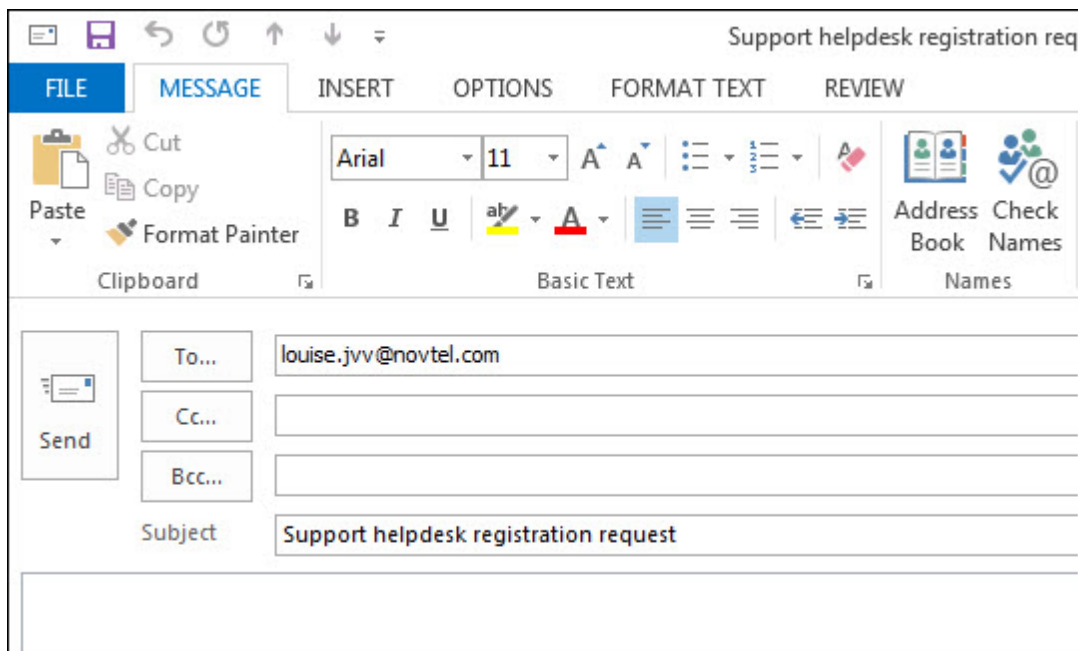 Support helpdesk registration req
FILE MESSAGE INSERT OPTIONS FORMAT TEXT REVIEW
Paste
Cut
Copy
Format Painter
Clipboard
Arial 11
B I U
Basic Text
Address Book
Check Names
Names
Send
To... louise.jvv@novtel.com
Cc...
Bcc...
Subject Support helpdesk registration request